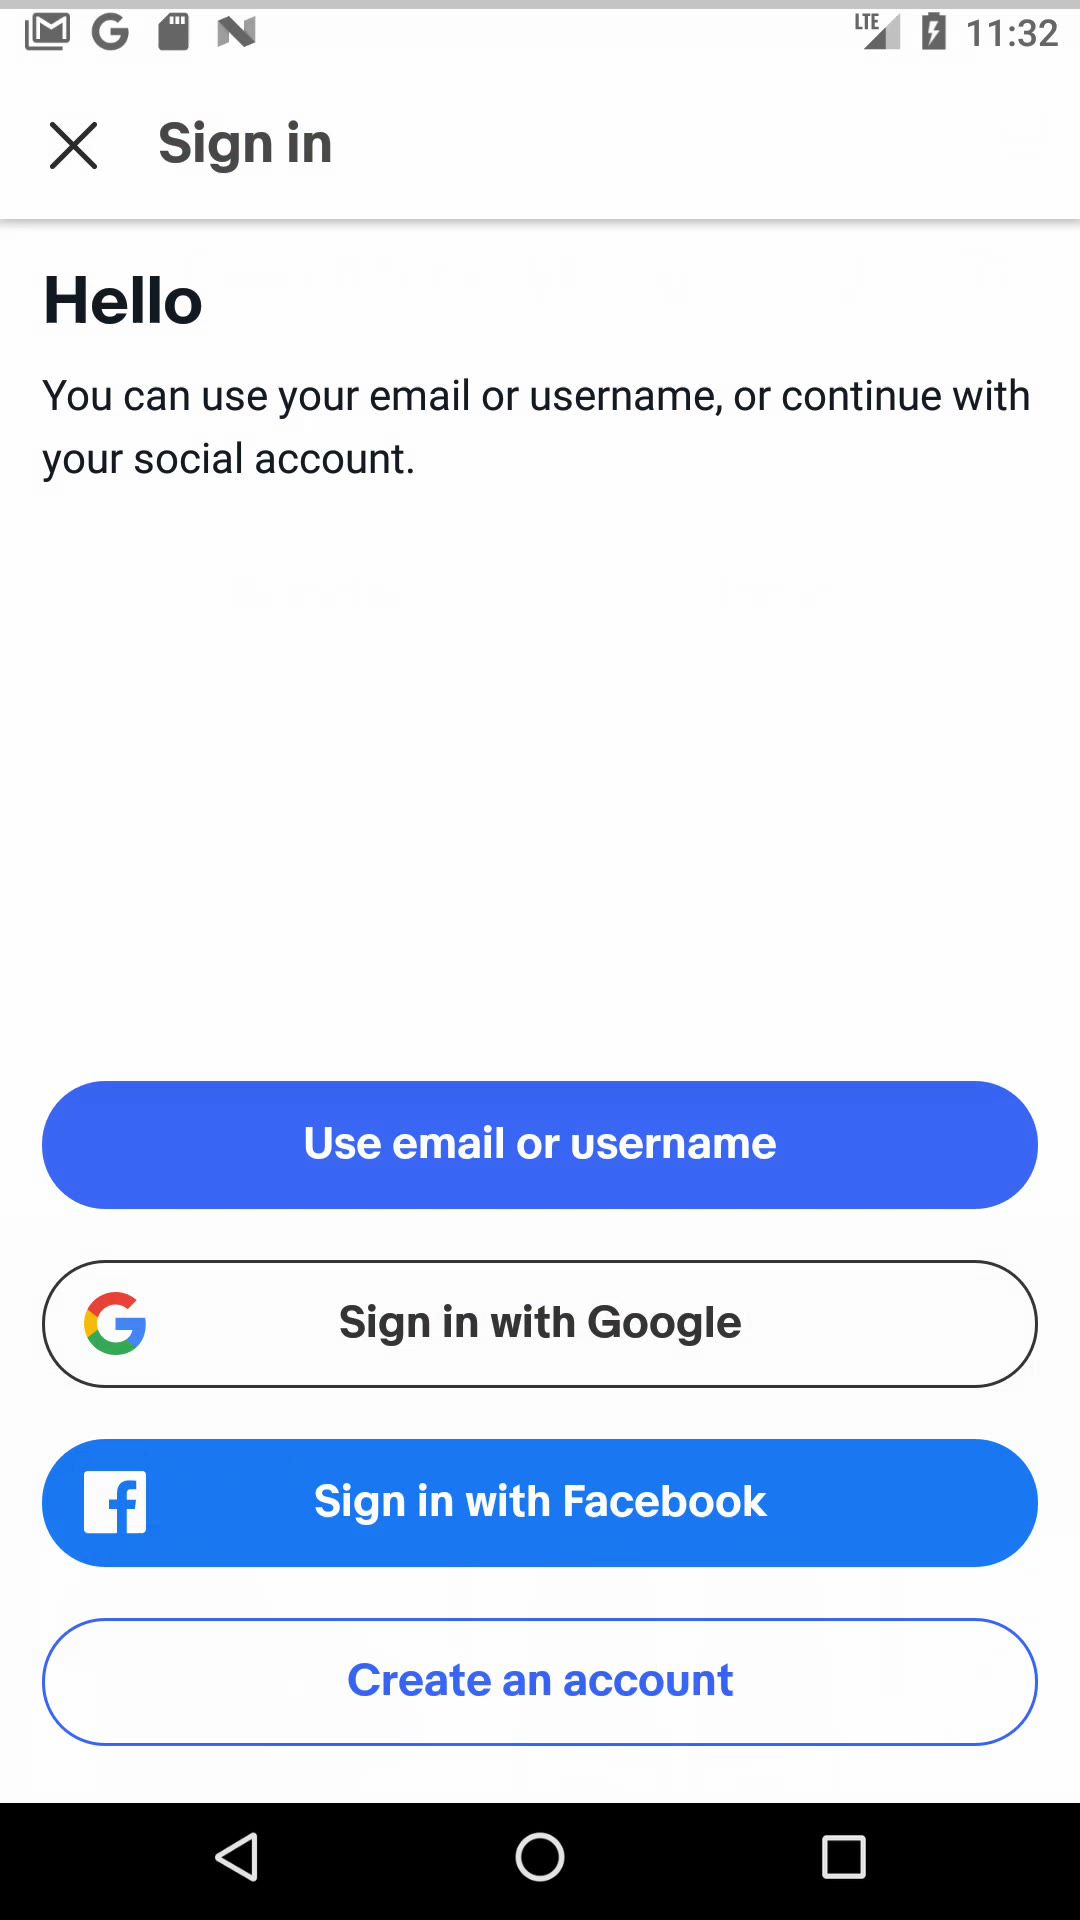 LTE 11:32
Sign in
Hello
You can use your email or username, or continue with
your social account.
Use email or username
Sign in with Google
Sign in with Facebook
Create an account